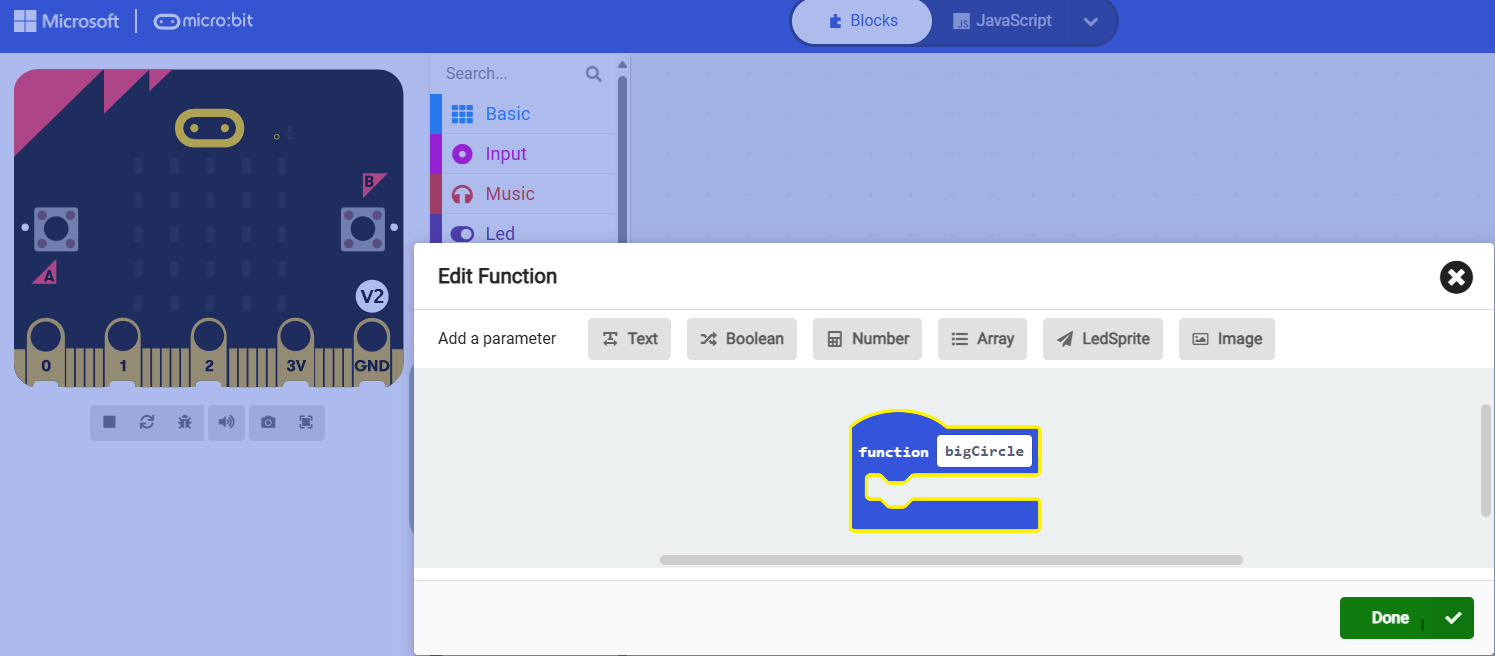 Microsoft micro:bit Blocks JavaScript
Search...
Basic
Input
Music
Led
B
A
V2
0 1 2 3V GND
Edit Function
Add a parameter Text Boolean Number Array LedSprite Image
function bigCircle
Done